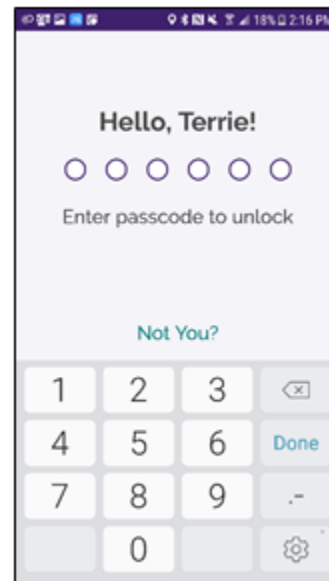 18% 2:16 PM
Hello, Terrie!
Enter passcode to unlock
Not You?
1 2 3
4 5 6 Done
7 8 9 .-
0